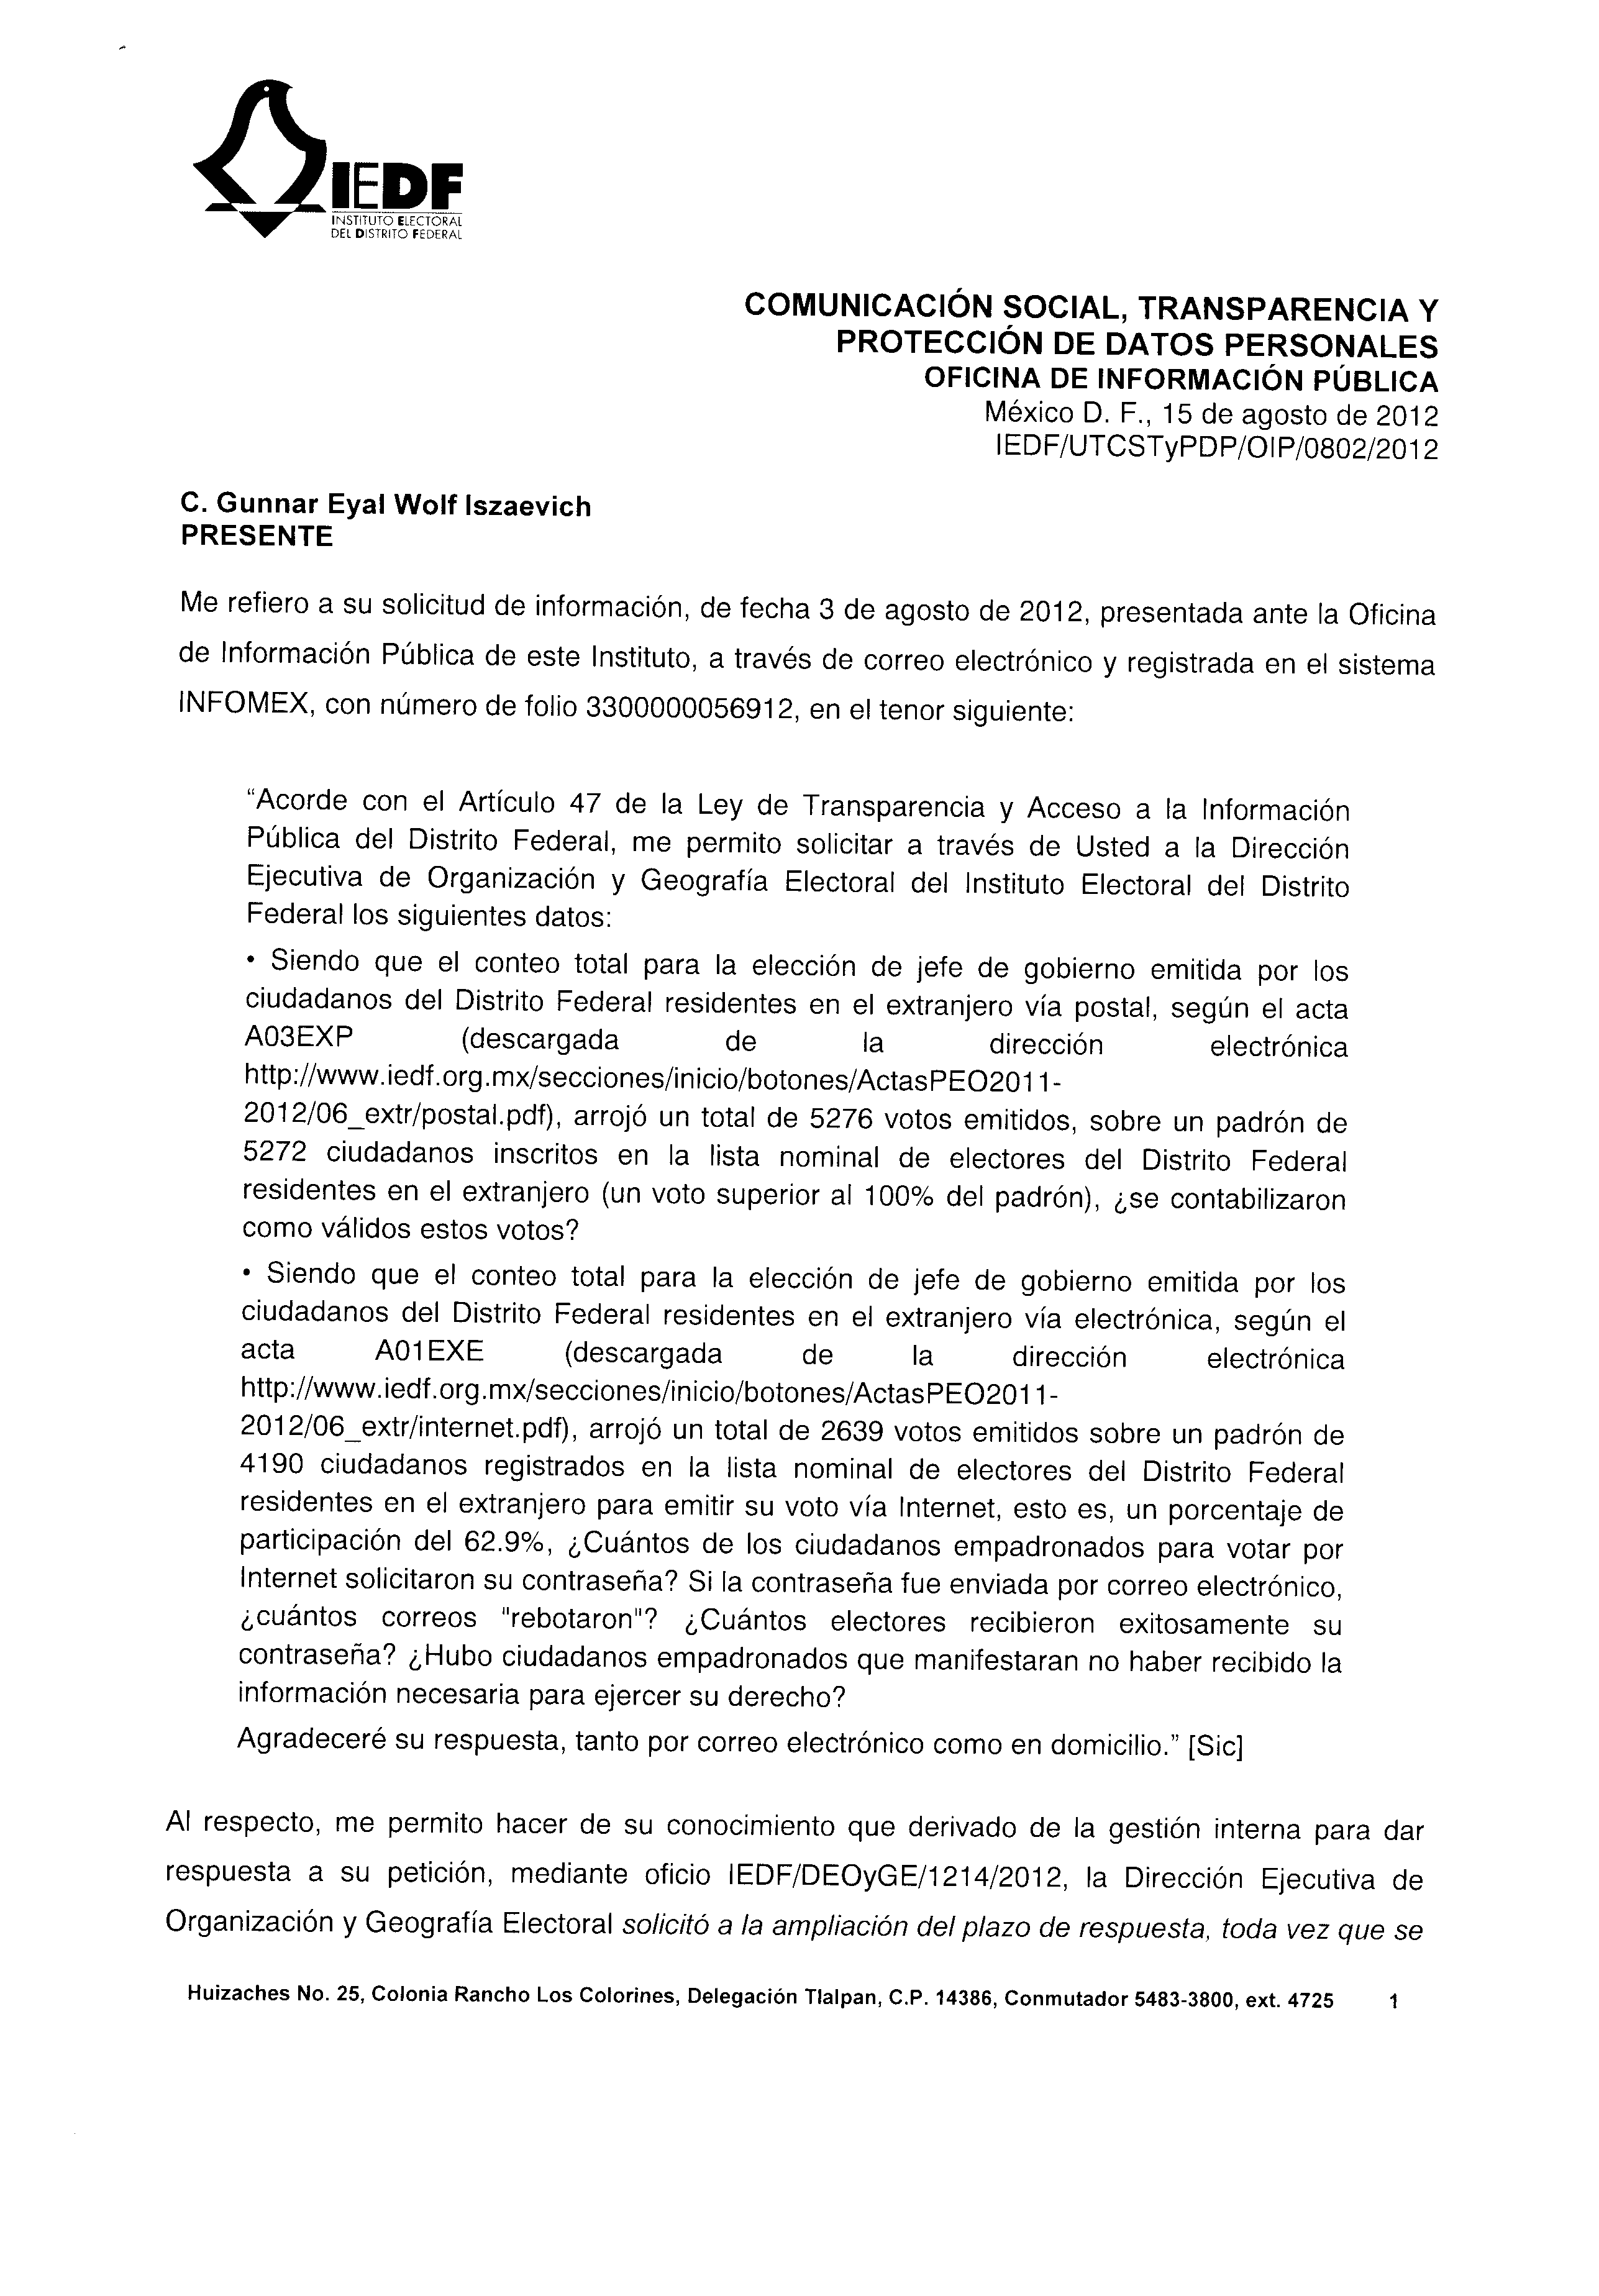 IEDF
INSTITUTO ELECTORAL
DEL DISTRITO FEDERAL
COMUNICACIÓN SOCIAL, TRANSPARENCIA Y
PROTECCIÓN DE DATOS PERSONALES
OFICINA DE INFORMACIÓN PÚBLICA
México D. F., 15 de agosto de 2012
IEDF/UTCSTyPDP/OIP/0802/2012
C. Gunnar Eyal Wolf Iszaevich
PRESENTE
Me refiero a su solicitud de información, de fecha 3 de agosto de 2012, presentada ante la Oficina
de Información Pública de este Instituto, a través de correo electrónico y registrada en el sistema
INFOMEX, con número de folio 3300000056912, en el tenor siguiente:
“Acorde con el Artículo 47 de la Ley de Transparencia y Acceso a la Información
Pública del Distrito Federal, me permito solicitar a través de Usted a la Dirección
Ejecutiva de Organización y Geografía Electoral del Instituto Electoral del Distrito
Federal los siguientes datos:
• Siendo que el conteo total para la elección de jefe de gobierno emitida por los
ciudadanos del Distrito Federal residentes en el extranjero vía postal, según el acta
A03EXP (descargada de la dirección electrónica
http://www.iedf.org.mx/secciones/inicio/botones/ActasPEO2011-
2012/06_extr/postal.pdf), arrojó un total de 5276 votos emitidos, sobre un padrón de
5272 ciudadanos inscritos en la lista nominal de electores del Distrito Federal
residentes en el extranjero (un voto superior al 100% del padrón), ¿se contabilizaron
como válidos estos votos?
• Siendo que el conteo total para la elección de jefe de gobierno emitida por los
ciudadanos del Distrito Federal residentes en el extranjero vía electrónica, según el
acta A01EXE (descargada de la dirección electrónica
http://www.iedf.org.mx/secciones/inicio/botones/ActasPEO2011-
2012/06_extr/internet.pdf), arrojó un total de 2639 votos emitidos sobre un padrón de
4190 ciudadanos registrados en la lista nominal de electores del Distrito Federal
residentes en el extranjero para emitir su voto vía Internet, esto es, un porcentaje de
participación del 62.9%, ¿Cuántos de los ciudadanos empadronados para votar por
Internet solicitaron su contraseña? Si la contraseña fue enviada por correo electrónico,
¿cuántos correos "rebotaron"? ¿Cuántos electores recibieron exitosamente su
contraseña? ¿Hubo ciudadanos empadronados que manifestaran no haber recibido la
información necesaria para ejercer su derecho?
Agradeceré su respuesta, tanto por correo electrónico como en domicilio.” [Sic]
Al respecto, me permito hacer de su conocimiento que derivado de la gestión interna para dar
respuesta a su petición, mediante oficio IEDF/DEOyGE/1214/2012, la Dirección Ejecutiva de
Organización y Geografía Electoral solicitó a la ampliación del plazo de respuesta, toda vez que se
Huizaches No. 25, Colonia Rancho Los Colorines, Delegación Tlalpan, C.P. 14386, Conmutador 5483-3800, ext. 4725 1